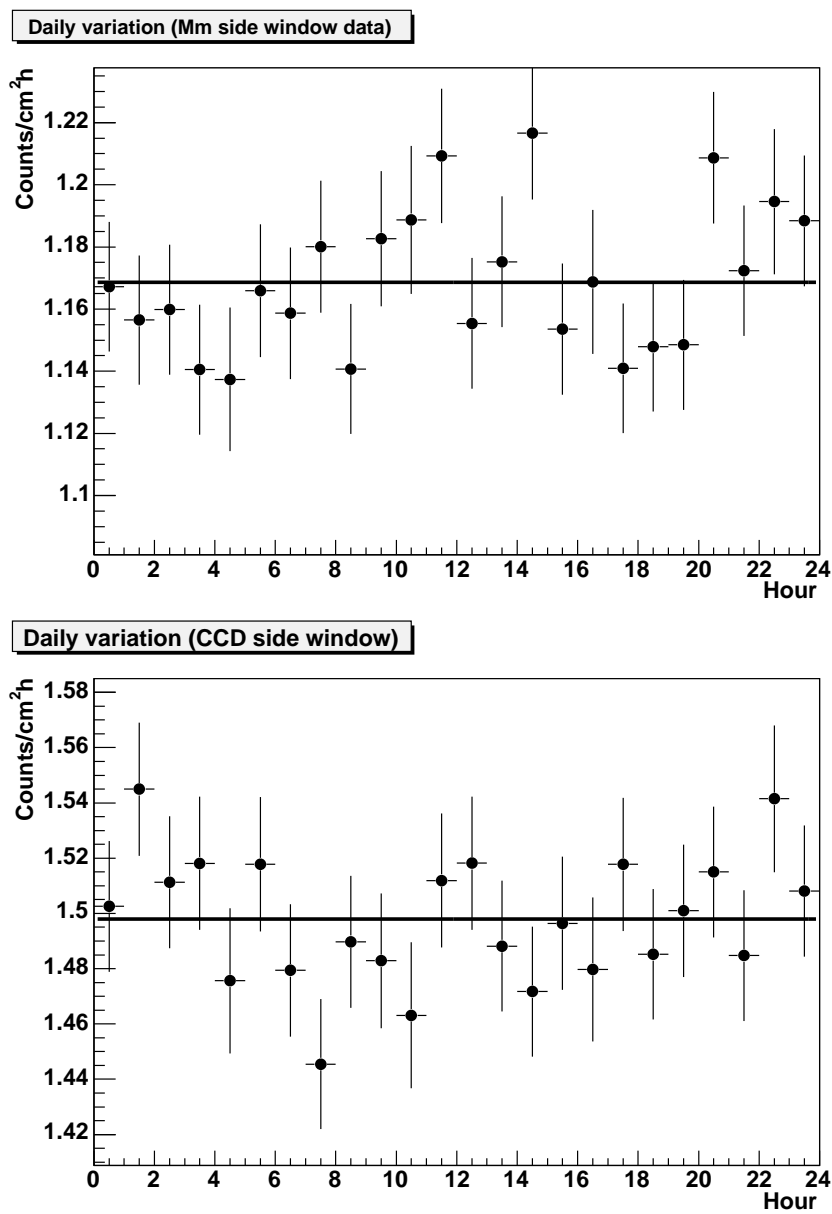 Daily variation (Mm side window data)
Counts/cm²h
1.22
1.2
1.18
1.16
1.14
1.12
1.1
0 2 4 6 8 10 12 14 16 18 20 22 24
Hour
Daily variation (CCD side window)
Counts/cm²h
1.58
1.56
1.54
1.52
1.5
1.48
1.46
1.44
1.42
0 2 4 6 8 10 12 14 16 18 20 22 24
Hour